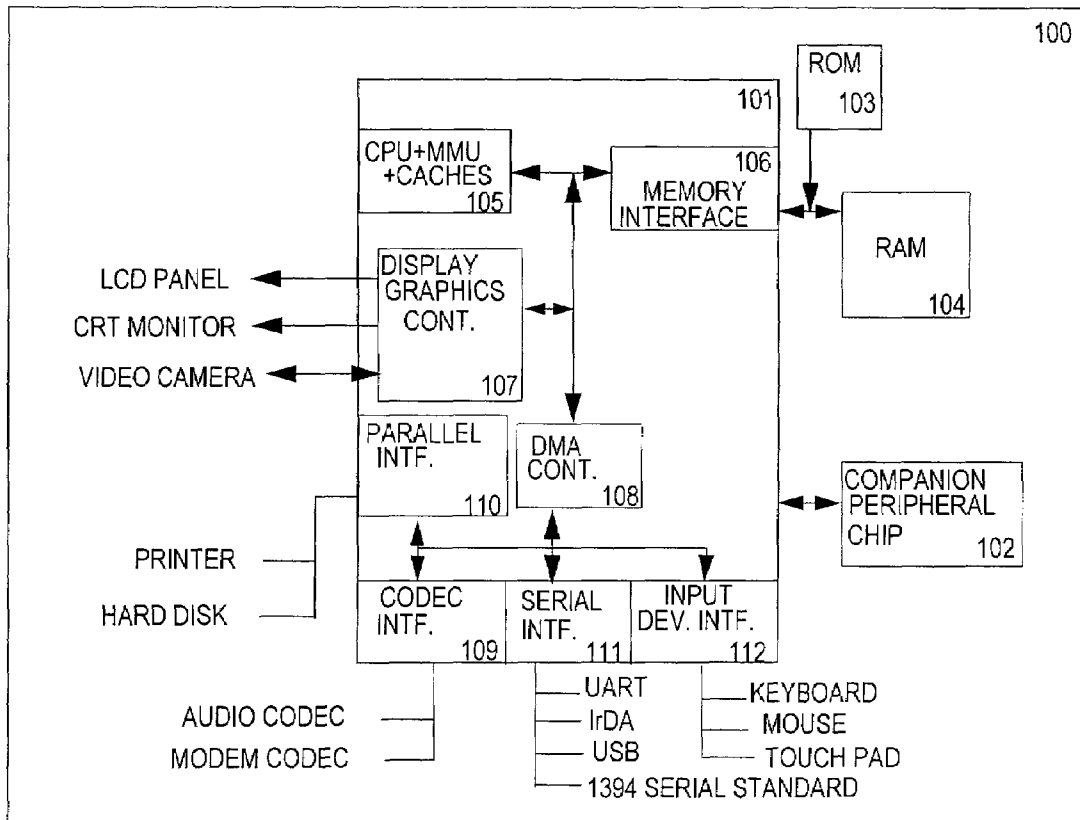 100
ROM
103
101
CPU+MMU
+CACHES
105
106
MEMORY
INTERFACE
RAM
104
LCD PANEL
CRT MONITOR
VIDEO CAMERA
DISPLAY
GRAPHICS
CONT.
107
PARALLEL
INTF.
110
DMA
CONT.
108
COMPANION
PERIPHERAL
CHIP
102
PRINTER
HARD DISK
CODEC
INTF.
109
SERIAL
INTF.
111
INPUT
DEV. INTF.
112
AUDIO CODEC
MODEM CODEC
UART
IrDA
USB
1394 SERIAL STANDARD
KEYBOARD
MOUSE
TOUCH PAD